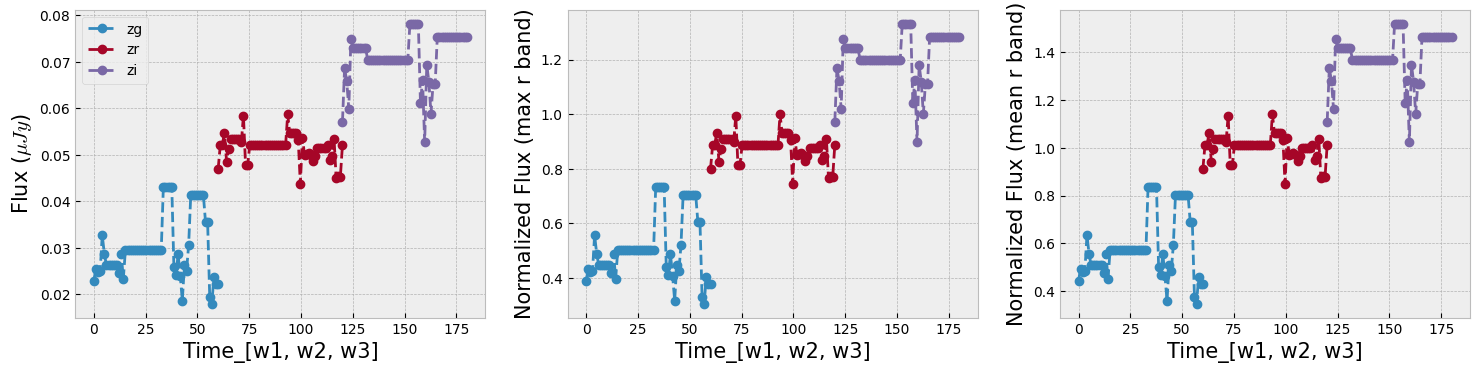 Flux (μJy)
0.08
0.07
0.06
0.05
0.04
0.03
0.02
zg
zr
zi
0 25 50 75 100 125 150 175
Time_[w1, w2, w3]
Normalized Flux (max r band)
1.2
1.0
0.8
0.6
0.4
0 25 50 75 100 125 150 175
Time_[w1, w2, w3]
Normalized Flux (mean r band)
1.4
1.2
1.0
0.8
0.6
0.4
0 25 50 75 100 125 150 175
Time_[w1, w2, w3]